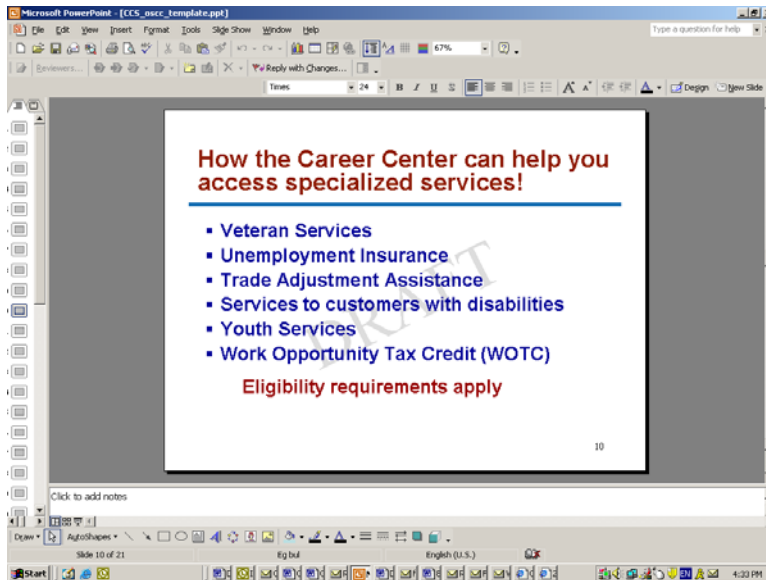 Microsoft PowerPoint - [CCS_oscc_template.ppt]
File Edit View Insert Format Tools Slide Show Window Help
Type a question for help
67%
Reviewers... Reply with Changes...
Times 24 B I U S A A A Design New Slide
How the Career Center can help you
access specialized services!
▪ Veteran Services
▪ Unemployment Insurance
▪ Trade Adjustment Assistance
▪ Services to customers with disabilities
▪ Youth Services
▪ Work Opportunity Tax Credit (WOTC)
Eligibility requirements apply
DRAFT
10
Click to add notes
Draw AutoShapes
Slide 10 of 21 Eg bul English (U.S.)
Start EN 4:33 PM